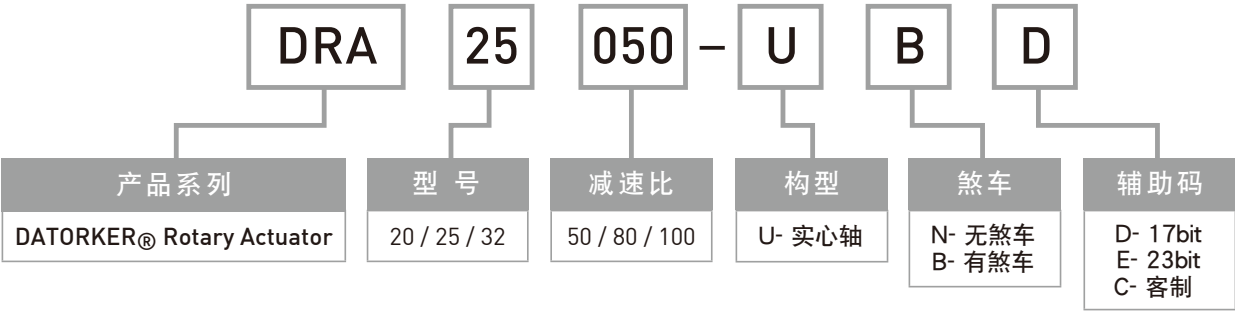 DRA 25 050 – U B D
产品系列 型 号 减速比 构型 煞车 辅助码
DATORKER® Rotary Actuator 20 / 25 / 32 50 / 80 / 100 U- 实心轴 N- 无煞车 D- 17bit
B- 有煞车 E- 23bit
C- 客制